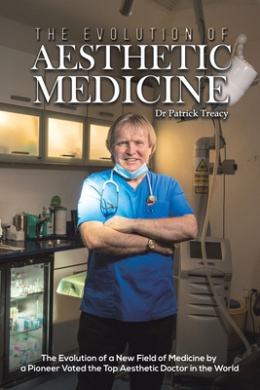 THE EVOLUTION OF
AESTHETIC
MEDICINE
Dr Patrick Treacy
The Evolution of a New Field of Medicine by
a Pioneer Voted the Top Aesthetic Doctor in the World